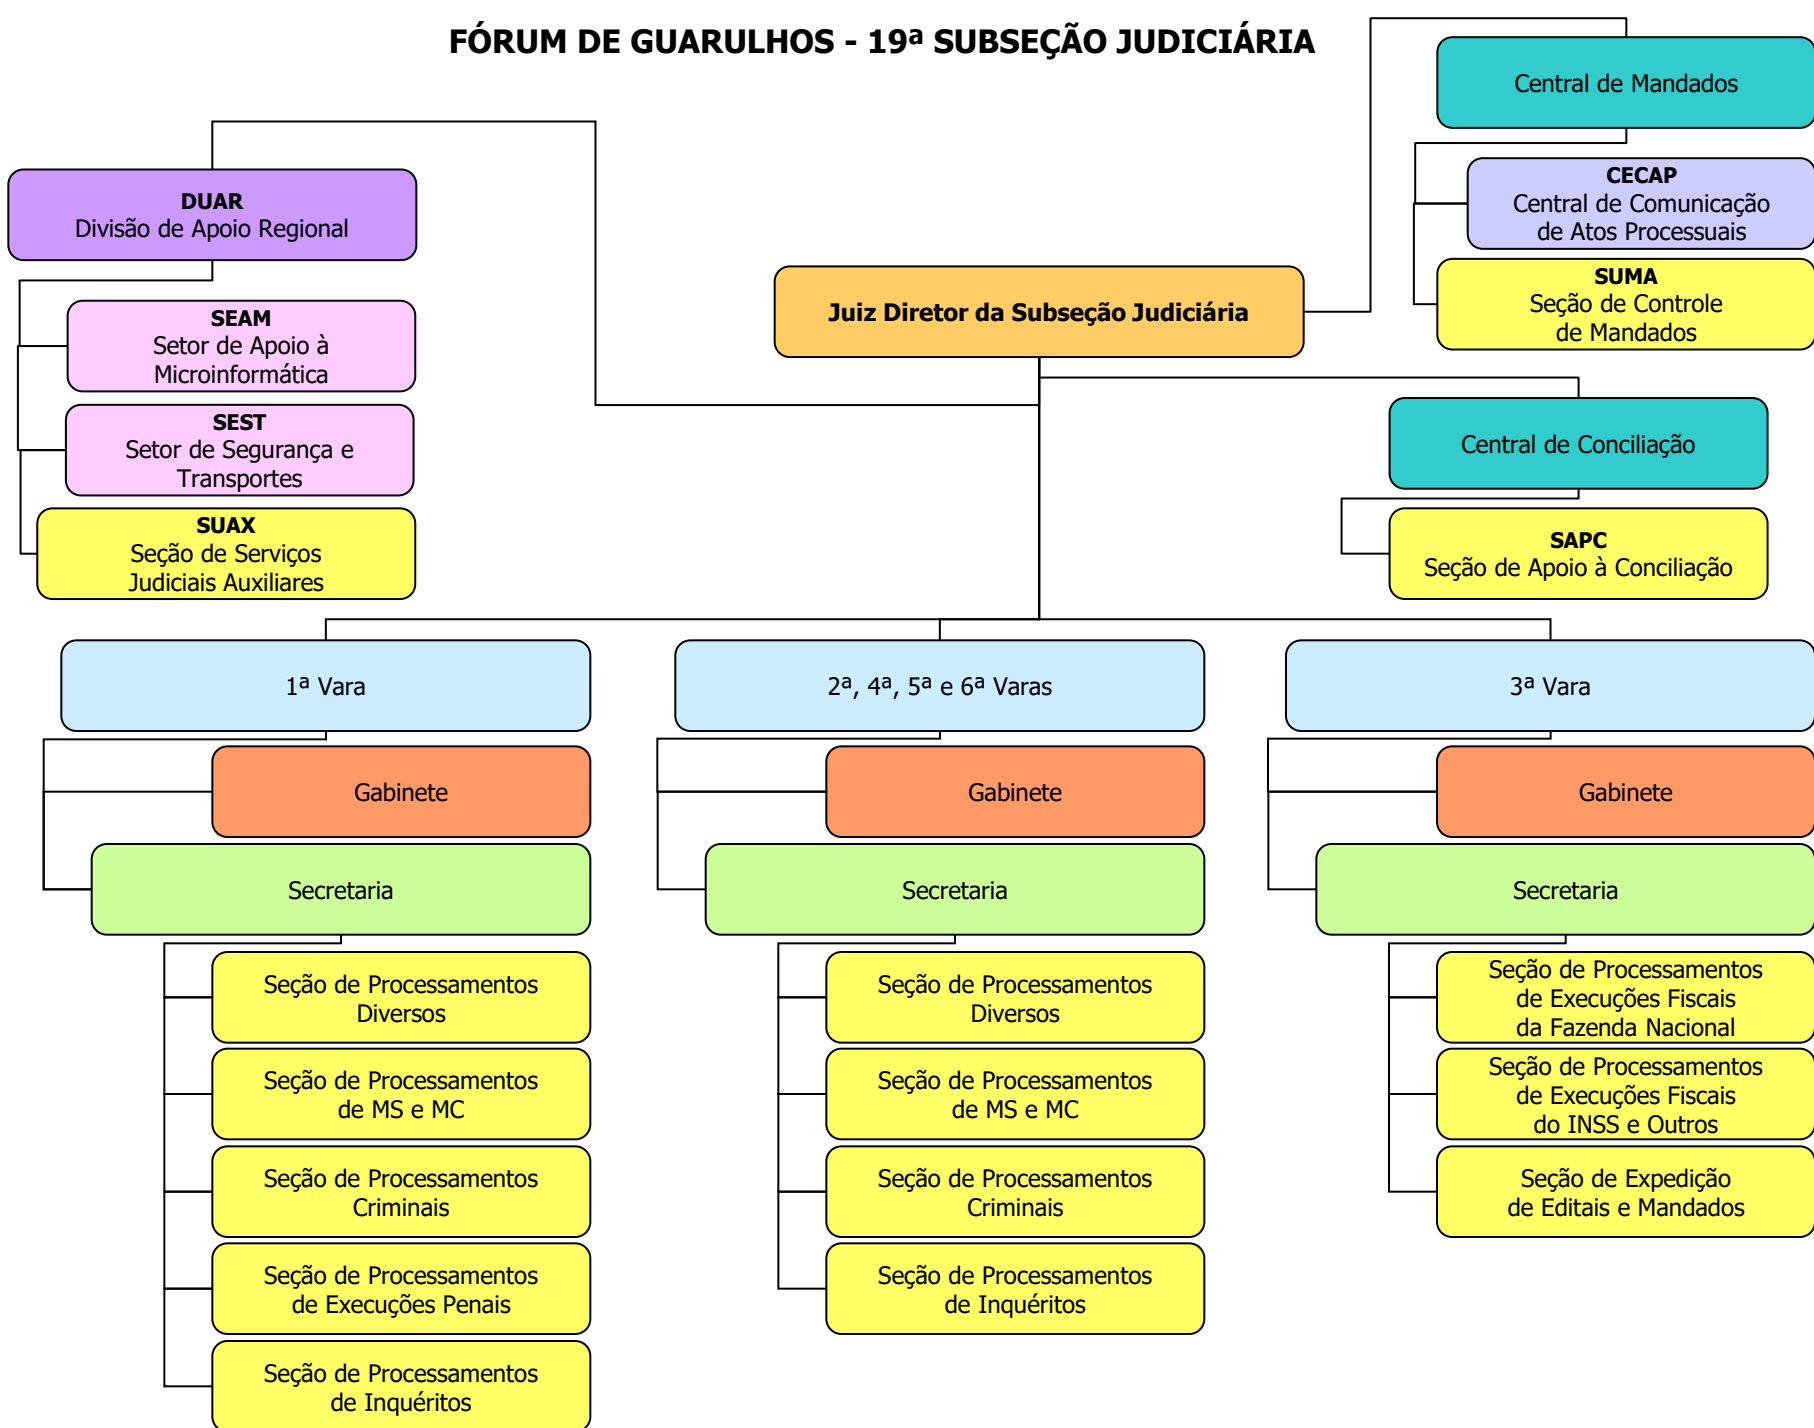 FÓRUM DE GUARULHOS - 19ª SUBSEÇÃO JUDICIÁRIA
Central de Mandados
CECAP
Central de Comunicação
de Atos Processuais
SUMA
Seção de Controle
de Mandados
DUAR
Divisão de Apoio Regional
SEAM
Setor de Apoio à
Microinformática
SEST
Setor de Segurança e
Transportes
SUAX
Seção de Serviços
Judiciais Auxiliares
Juiz Diretor da Subseção Judiciária
Central de Conciliação
SAPC
Seção de Apoio à Conciliação
1ª Vara
Gabinete
Secretaria
Seção de Processamentos
Diversos
Seção de Processamentos
de MS e MC
Seção de Processamentos
Criminais
Seção de Processamentos
de Execuções Penais
Seção de Processamentos
de Inquéritos
2ª, 4ª, 5ª e 6ª Varas
Gabinete
Secretaria
Seção de Processamentos
Diversos
Seção de Processamentos
de MS e MC
Seção de Processamentos
Criminais
Seção de Processamentos
de Inquéritos
3ª Vara
Gabinete
Secretaria
Seção de Processamentos
de Execuções Fiscais
da Fazenda Nacional
Seção de Processamentos
de Execuções Fiscais
do INSS e Outros
Seção de Expedição
de Editais e Mandados